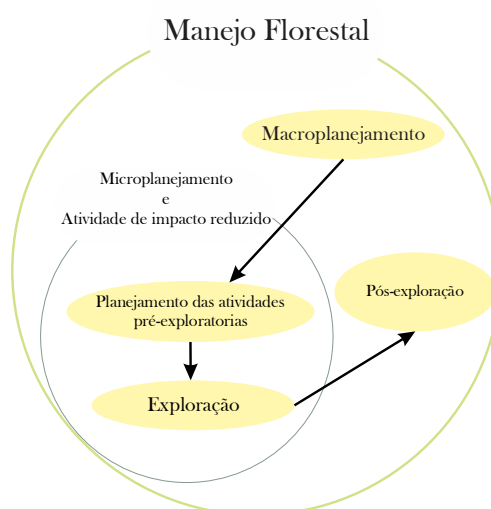 Manejo Florestal
Macroplanejamento
Microplanejamento
e
Atividade de impacto reduzido
Planejamento das atividades
pré-exploratorias
Pós-exploração
Exploração